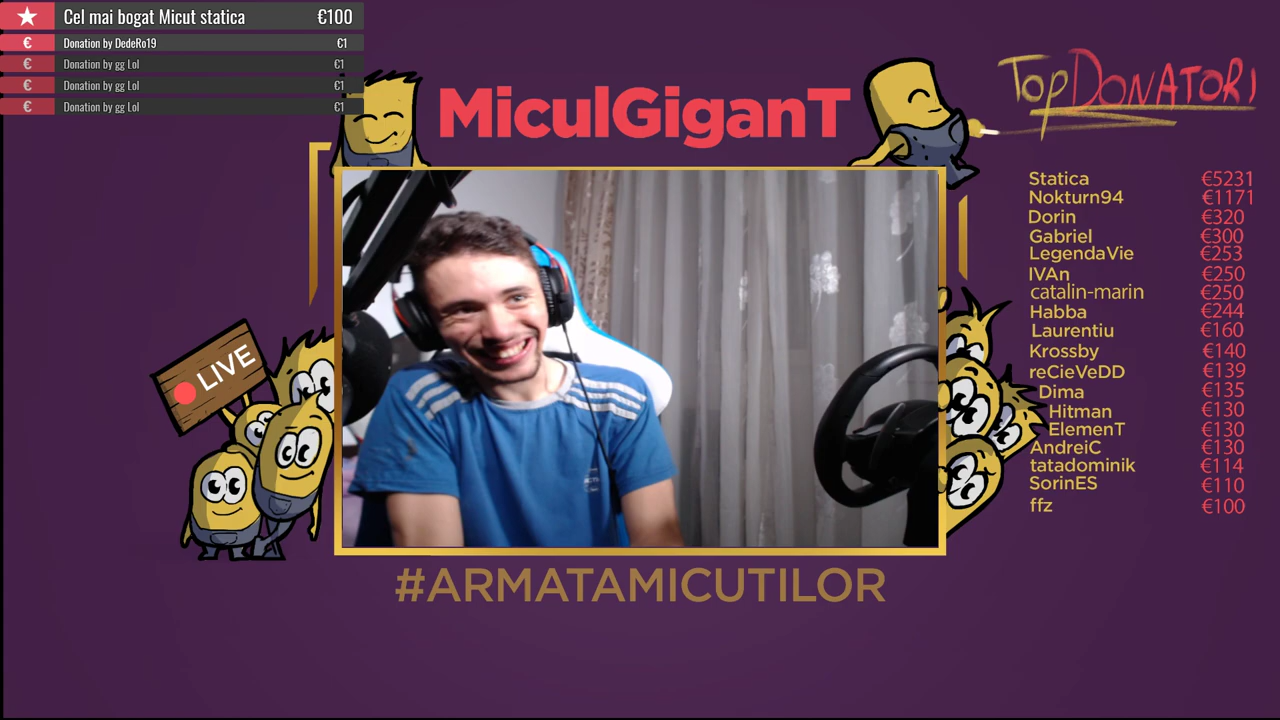 ★ Cel mai bogat Micut statica €100
€ Donation by DedeRo19 €1
€ Donation by gg Lol €1
€ Donation by gg Lol €1
€ Donation by gg Lol €1
MiculGiganT
TopDONATORI
Statica €5231
Nokturn94 €1171
Dorin €320
Gabriel €300
LegendaVie €253
IVAn €250
catalin-marin €250
Habba €244
Laurentiu €160
Krossby €140
reCieVeDD €139
Dima €135
Hitman €130
ElemenT €130
AndreiC €130
tatadominik €114
SorinES €110
ffz €100
LIVE
#ARMATAMICUTILOR